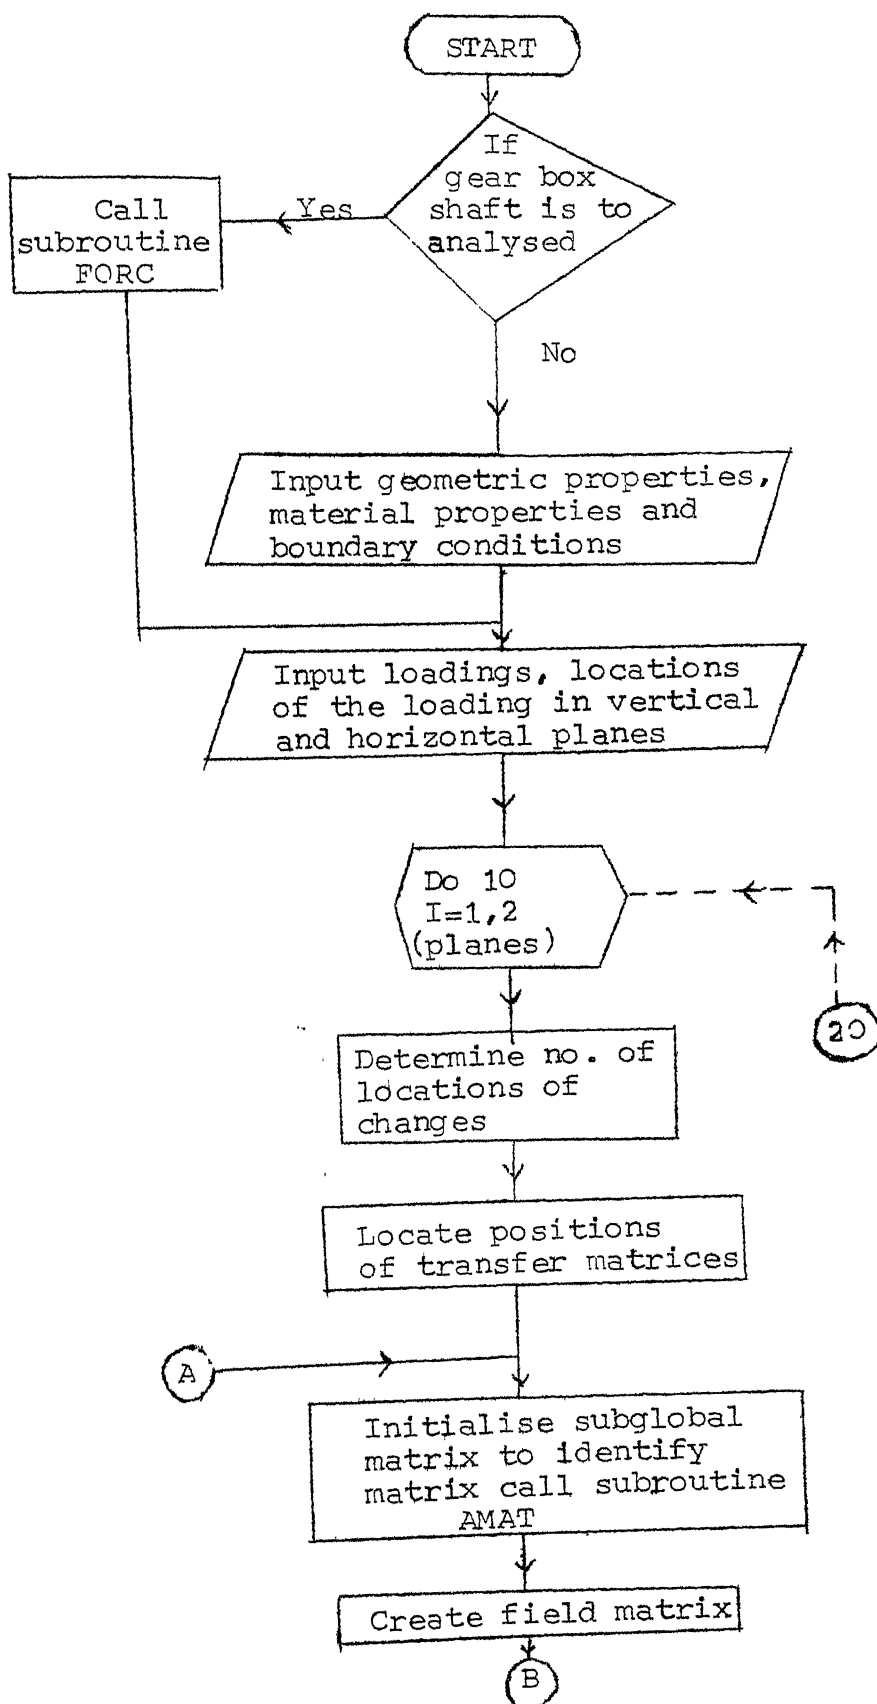 START
If
gear box
shaft is to
analysed
Yes
Call
subroutine
FORC
No
Input geometric properties,
material properties and
boundary conditions
Input loadings, locations
of the loading in vertical
and horizontal planes
Do 10
I=1,2
(planes)
20
Determine no. of
locations of
changes
Locate positions
of transfer matrices
A
Initialise subglobal
matrix to identify
matrix call subroutine
AMAT
Create field matrix
B